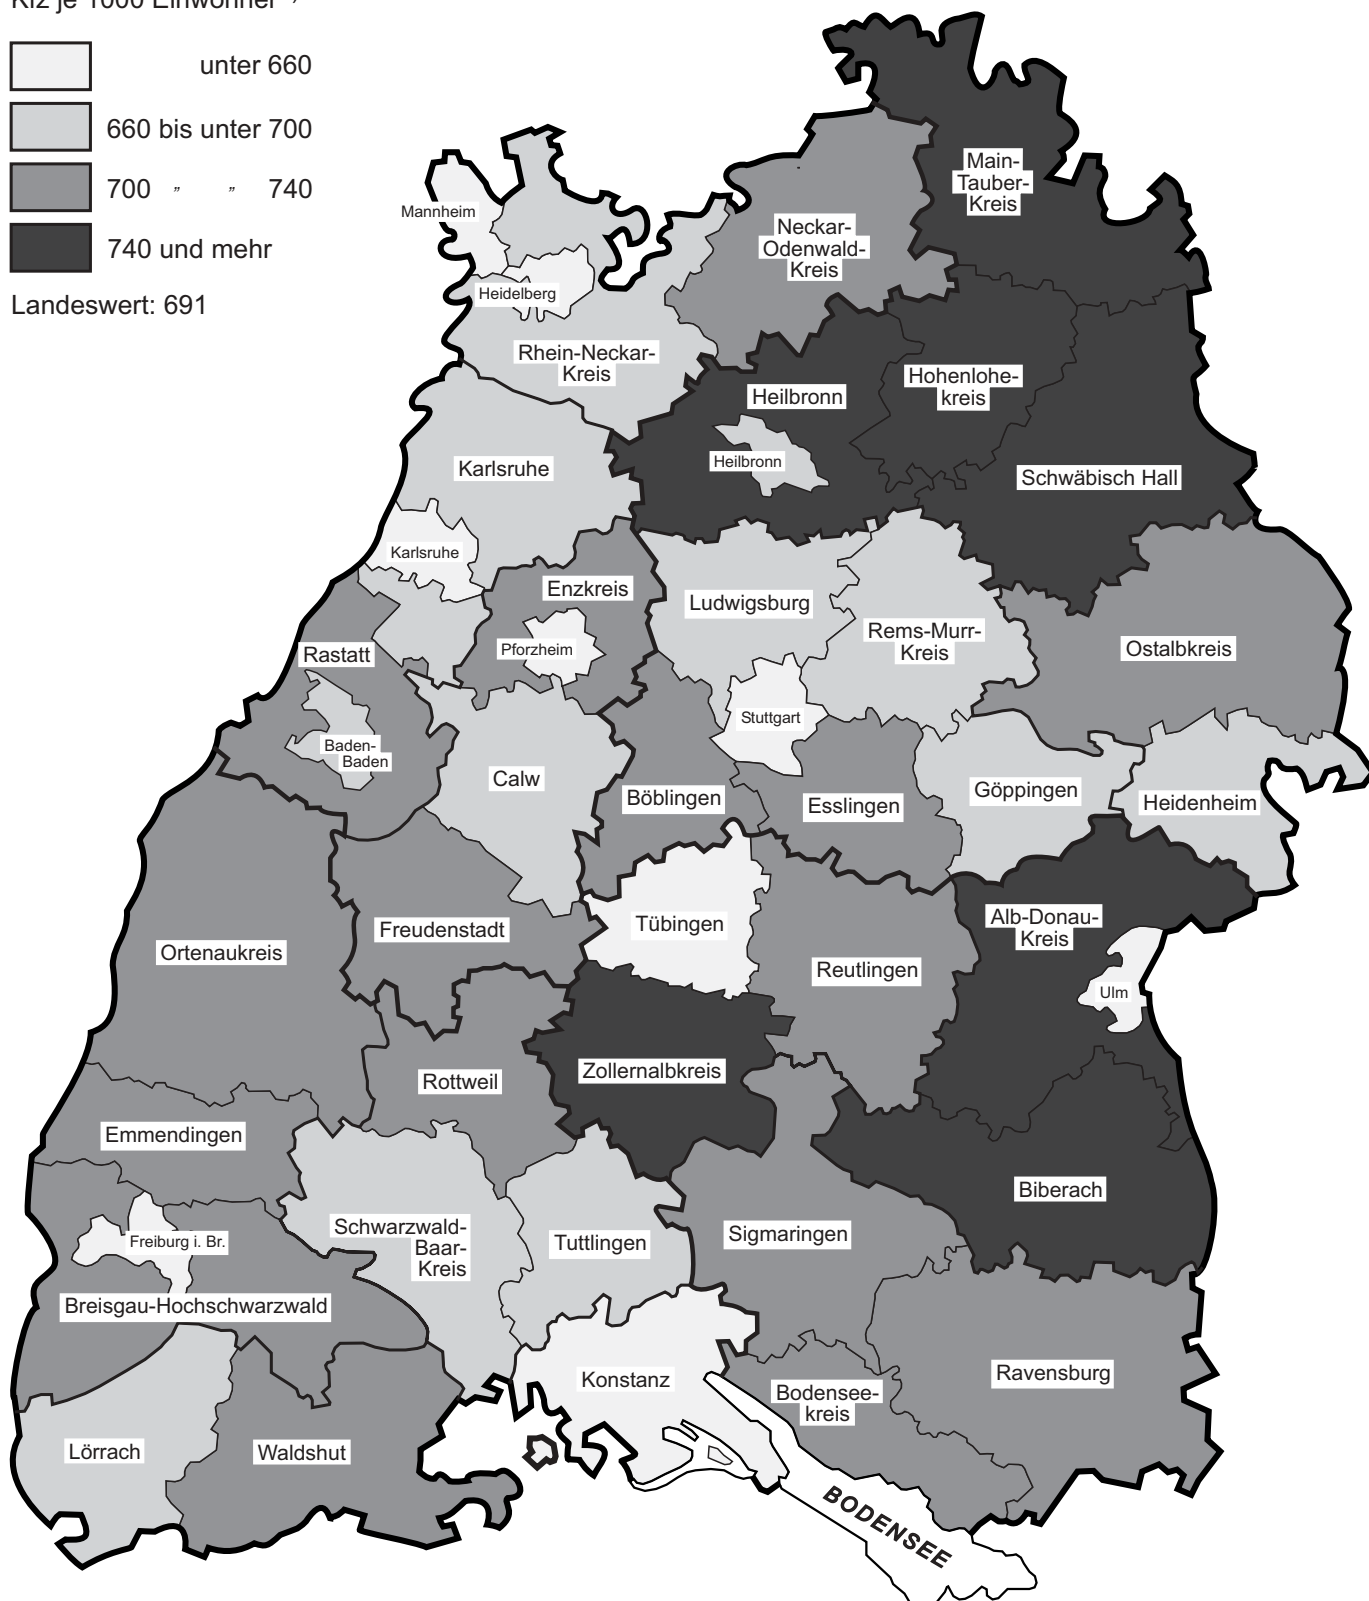 Kfz je 1000 Einwohner
unter 660
660 bis unter 700
700 " " 740
740 und mehr
Landeswert: 691
Main-
Tauber-
Kreis
Mannheim
Neckar-
Odenwald-
Kreis
Heidelberg
Rhein-Neckar-
Kreis
Hohenlohe-
kreis
Heilbronn
Heilbronn
Karlsruhe
Schwäbisch Hall
Karlsruhe
Enzkreis
Ludwigsburg
Rems-Murr-
Kreis
Ostalbkreis
Pforzheim
Rastatt
Stuttgart
Baden-
Baden
Calw
Böblingen
Esslingen
Göppingen
Heidenheim
Tübingen
Alb-Donau-
Kreis
Freudenstadt
Ortenaukreis
Reutlingen
Ulm
Zollernalbkreis
Rottweil
Emmendingen
Biberach
Schwarzwald-
Baar-
Kreis
Tuttlingen
Sigmaringen
Freiburg i. Br.
Breisgau-Hochschwarzwald
Konstanz
Bodensee-
kreis
Ravensburg
Lörrach
Waldshut
BODENSEE